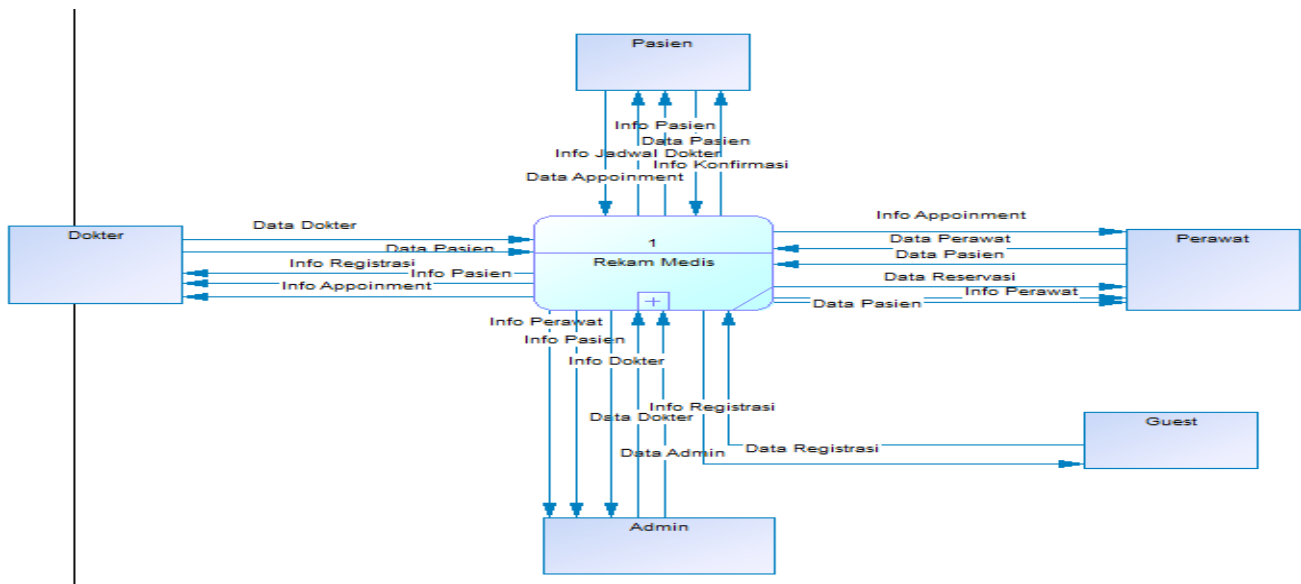 Pasien
Info Pasien
Data Pasien
Info Jadwal Dokter
Info Konfirmasi
Data Appoinment
Dokter
Data Dokter
Data Pasien
Info Registrasi
Info Pasien
Info Appoinment
1
Rekam Medis
Info Appoinment
Data Perawat
Data Pasien
Data Reservasi
Info Perawat
Data Pasien
Perawat
Info Perawat
Info Pasien
Info Dokter
Info Registrasi
Data Dokter
Data Admin
Data Registrasi
Guest
Admin